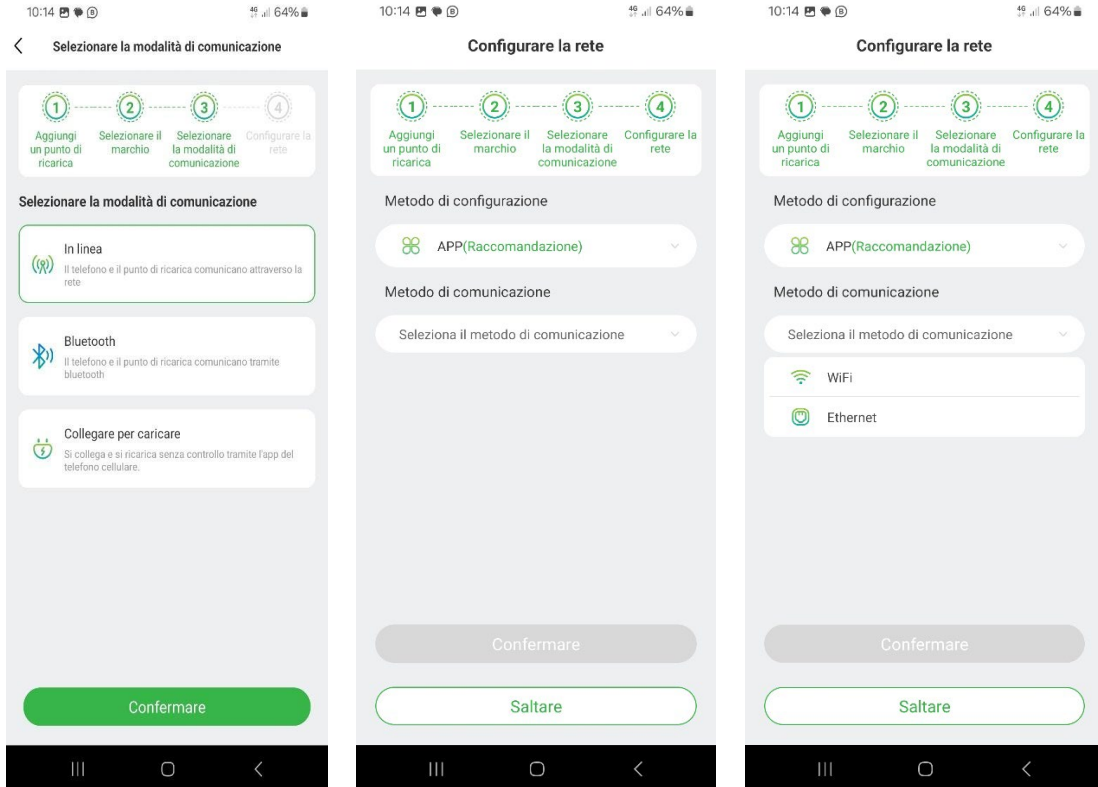 10:14 64%
Selezionare la modalità di comunicazione
1 2 3 4
Aggiungi un punto di ricarica
Selezionare il marchio
Selezionare la modalità di comunicazione
Configurare la rete
Selezionare la modalità di comunicazione
In linea
Il telefono e il punto di ricarica comunicano attraverso la
rete
Bluetooth
Il telefono e il punto di ricarica comunicano tramite
bluetooth
Collegare per caricare
Si collega e si ricarica senza controllo tramite l'app del
telefono cellulare.
Confermare
10:14 4G 64%
Configurare la rete
1 2 3 4
Aggiungi un punto di ricarica
Selezionare il marchio
Selezionare la modalità di comunicazione
Configurare la rete
Metodo di configurazione
APP(Raccomandazione)
Metodo di comunicazione
Seleziona il metodo di comunicazione
Confermare
Saltare
10:14 4G 64%
Configurare la rete
1 2 3 4
Aggiungi un punto di ricarica
Selezionare il marchio
Selezionare la modalità di comunicazione
Configurare la rete
Metodo di configurazione
APP(Raccomandazione)
Metodo di comunicazione
Seleziona il metodo di comunicazione
WiFi
Ethernet
Confermare
Saltare